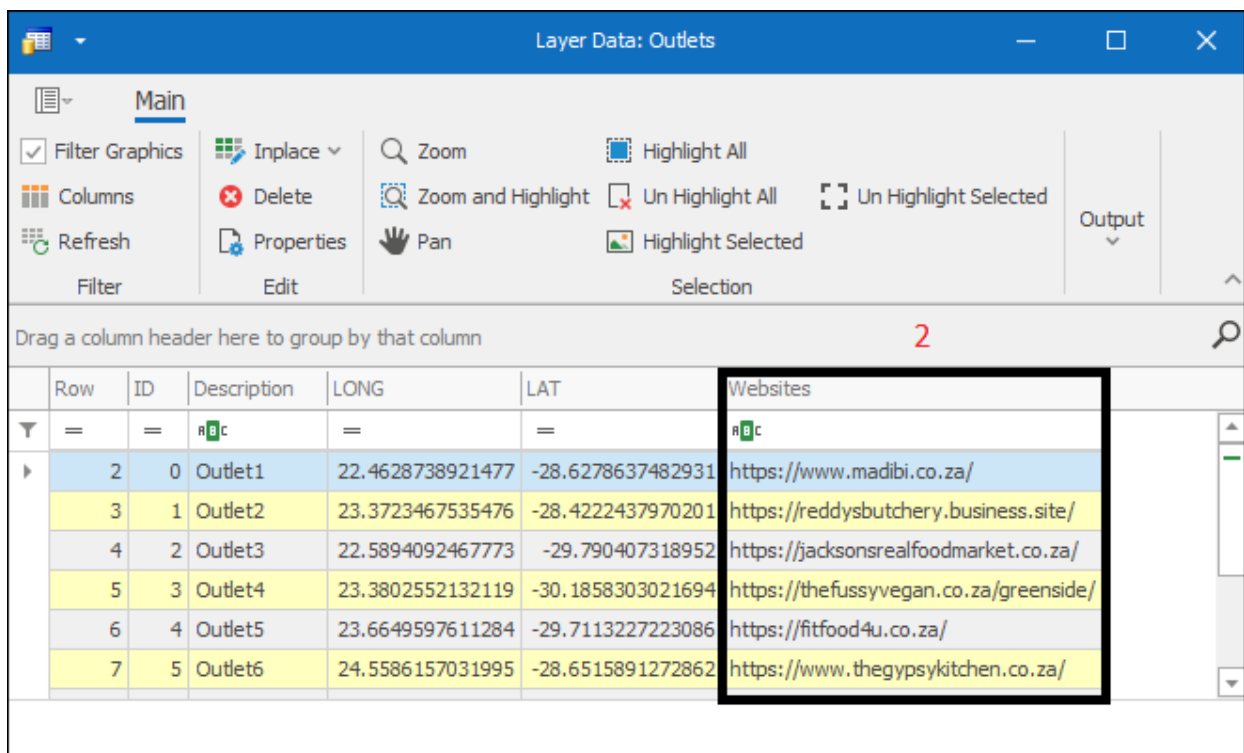 Layer Data: Outlets
Main
Filter Graphics Inplace Zoom Highlight All
Columns Delete Zoom and Highlight Un Highlight All Un Highlight Selected
Output
Refresh Properties Pan Highlight Selected
Filter Edit Selection
Drag a column header here to group by that column 2
Row ID Description LONG LAT Websites
= = ABC = = ABC
2 0 Outlet1 22.4628738921477 -28.6278637482931 https://www.madibi.co.za/
3 1 Outlet2 23.3723467535476 -28.4222437970201 https://reddysbutchery.business.site/
4 2 Outlet3 22.5894092467773 -29.790407318952 https://jacksonsrealfoodmarket.co.za/
5 3 Outlet4 23.3802552132119 -30.1858303021694 https://thefussyvegan.co.za/greenside/
6 4 Outlet5 23.6649597611284 -29.7113227223086 https://fitfood4u.co.za/
7 5 Outlet6 24.5586157031995 -28.6515891272862 https://www.thegypsykitchen.co.za/